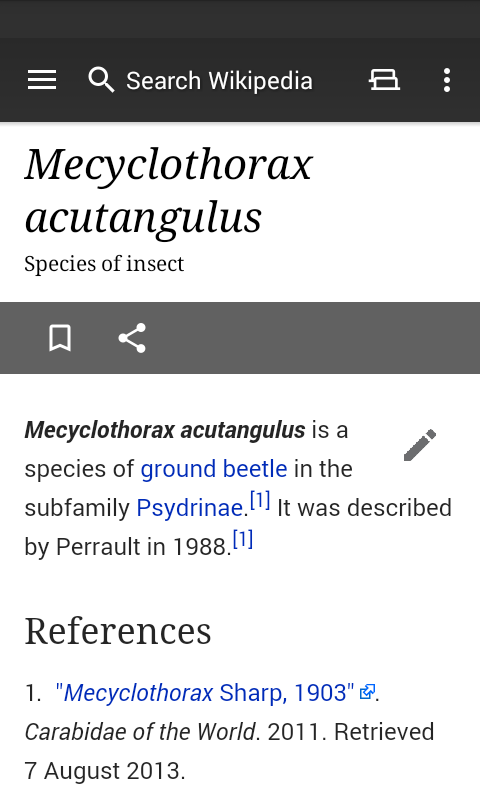 Search Wikipedia
Mecyclothorax
acutangulus
Species of insect
Mecyclothorax acutangulus is a
species of ground beetle in the
subfamily Psydrinae.[1] It was described
by Perrault in 1988.[1]
References
1. "Mecyclothorax Sharp, 1903" .
Carabidae of the World. 2011. Retrieved
7 August 2013.